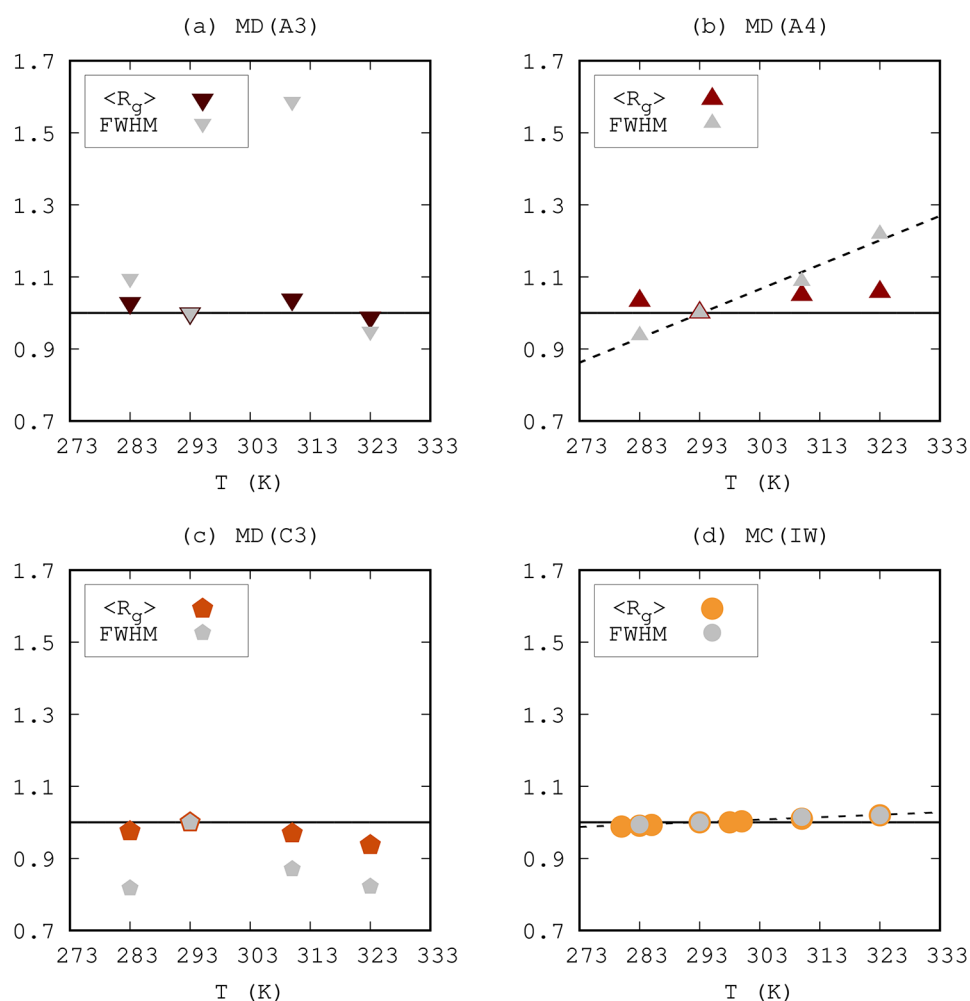 (a) MD(A3)
1.7
1.5
1.3
1.1
0.9
0.7
<Rg>
FWHM
273 283 293 303 313 323 333
T (K)
(b) MD(A4)
1.7
1.5
1.3
1.1
0.9
0.7
<Rg>
FWHM
273 283 293 303 313 323 333
T (K)
(c) MD(C3)
1.7
1.5
1.3
1.1
0.9
0.7
<Rg>
FWHM
273 283 293 303 313 323 333
T (K)
(d) MC(IW)
1.7
1.5
1.3
1.1
0.9
0.7
<Rg>
FWHM
273 283 293 303 313 323 333
T (K)